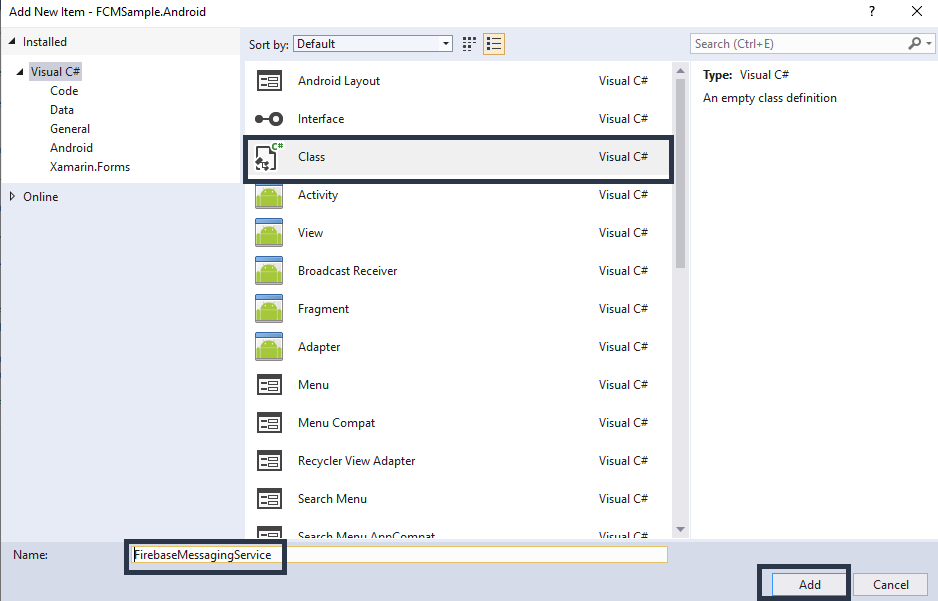 Add New Item - FCMSample.Android
?
Installed
Sort by: Default
Search (Ctrl+E)
Visual C#
Code
Data
General
Android
Xamarin.Forms
Online
Android Layout Visual C#
Interface Visual C#
C# Class Visual C#
Activity Visual C#
View Visual C#
Broadcast Receiver Visual C#
Fragment Visual C#
Adapter Visual C#
Menu Visual C#
Menu Compat Visual C#
Recycler View Adapter Visual C#
Search Menu Visual C#
Search Menu AppCompat Visual C#
Type: Visual C#
An empty class definition
Name: FirebaseMessagingService
Add Cancel